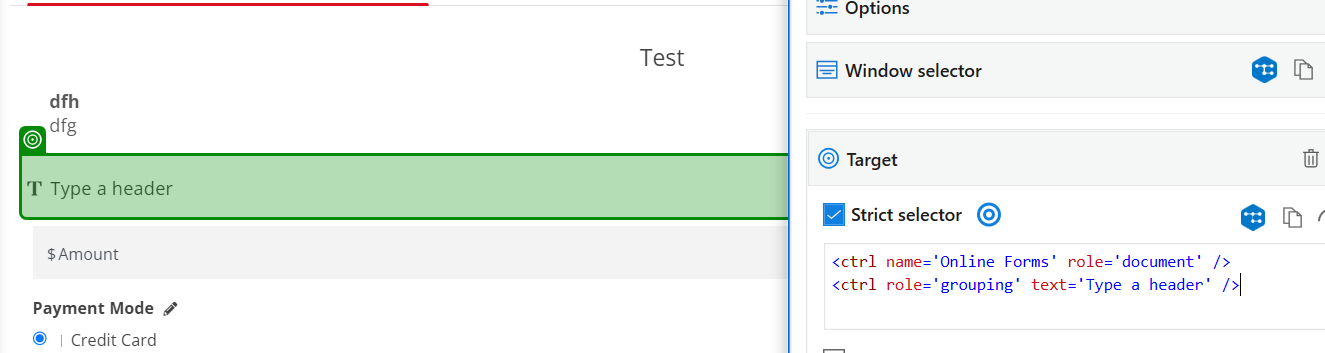 Test
dfh
dfg
T Type a header
$ Amount
Payment Mode
Credit Card
Options
Window selector
Target
Strict selector
<ctrl name='Online Forms' role='document' />
<ctrl role='grouping' text='Type a header' />